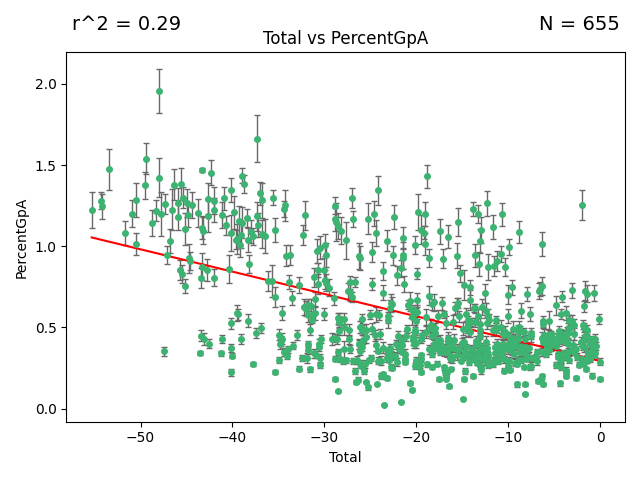 r^2 = 0.29 N = 655
Total vs PercentGpA
PercentGpA
2.0
1.5
1.0
0.5
0.0
−50 −40 −30 −20 −10 0
Total